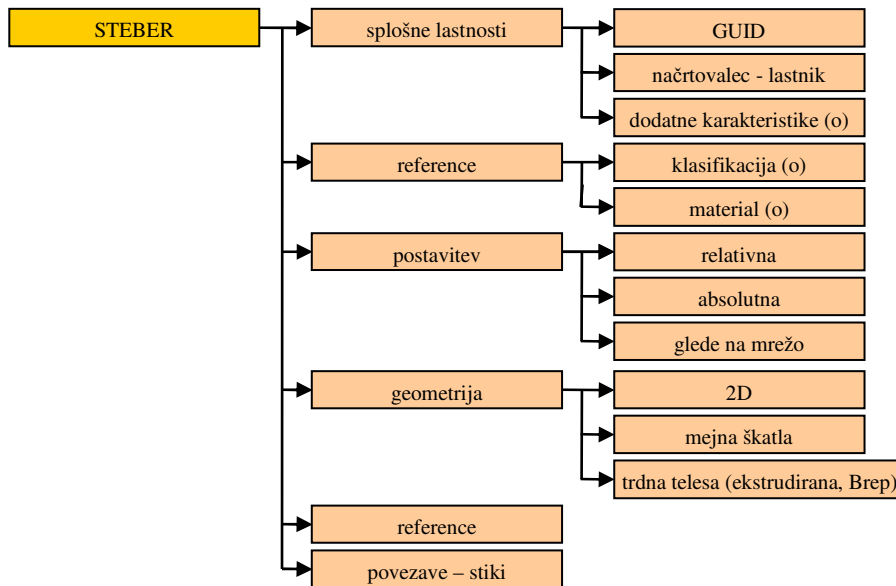 STEBER
splošne lastnosti
GUID
načrtovalec - lastnik
dodatne karakteristike (o)
reference
klasifikacija (o)
material (o)
postavitev
relativna
absolutna
glede na mrežo
geometrija
2D
mejna škatla
trdna telesa (ekstrudirana, Brep)
reference
povezave – stiki